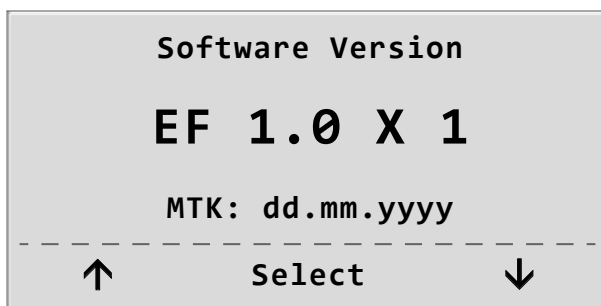 Software Version
EF 1.0 X 1
MTK: dd.mm.yyyy
↑ Select ↓